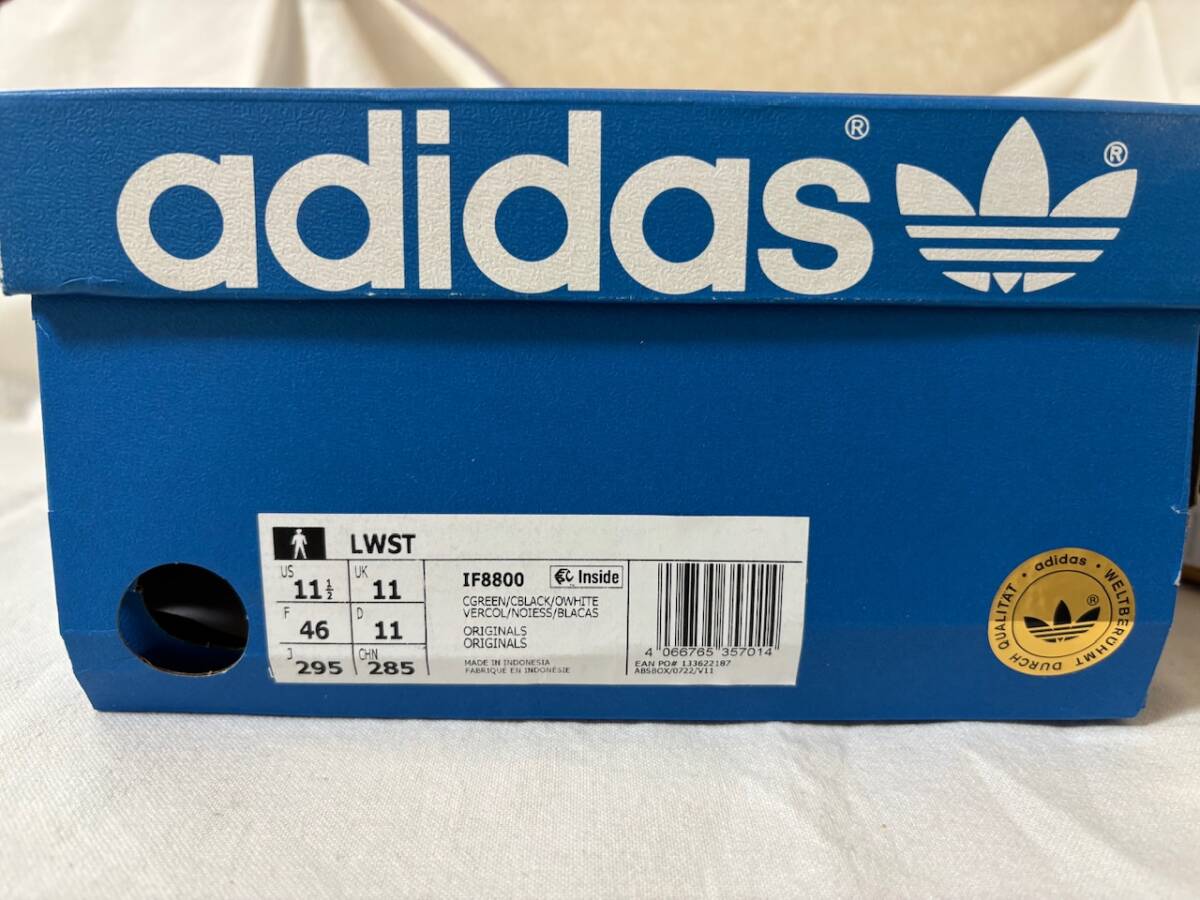 adidas ® ®
LWST
US 11 ½ UK 11
F 46 D 11
J 295 CHN 285
IF8800 Inside
CGREEN/CBLACK/OWHITE
VERCOL/NOIESS/BLACAS
ORIGINALS
ORIGINALS
MADE IN INDONESIA
FABRIQUE EN INDONÉSIE
4 066765 357014
EAN PO# 133622187
ABSBOX/0722/V11
• adidas • WELTBERÜHMT DURCH QUALITÄT
®